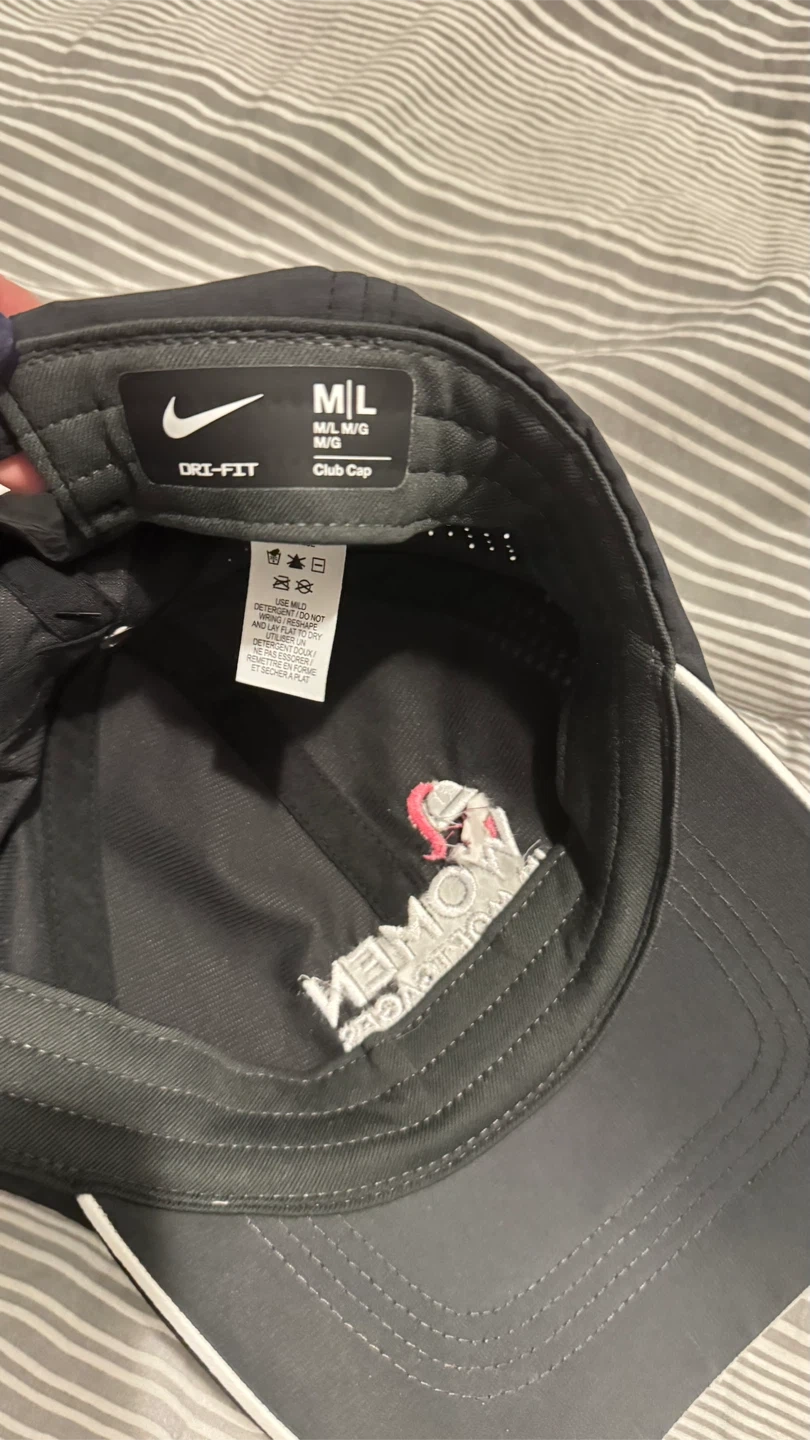 M|L
M/L M/G
M/G
DRI-FIT
Club Cap
USE MILD
DETERGENT / DO NOT
WRING / RESHAPE
AND LAY FLAT TO DRY
UTILISER UN
DETERGENT DOUX /
NE PAS ESSORER /
REMETTRE EN FORME
ET SECHER À PLAT
WOMEN